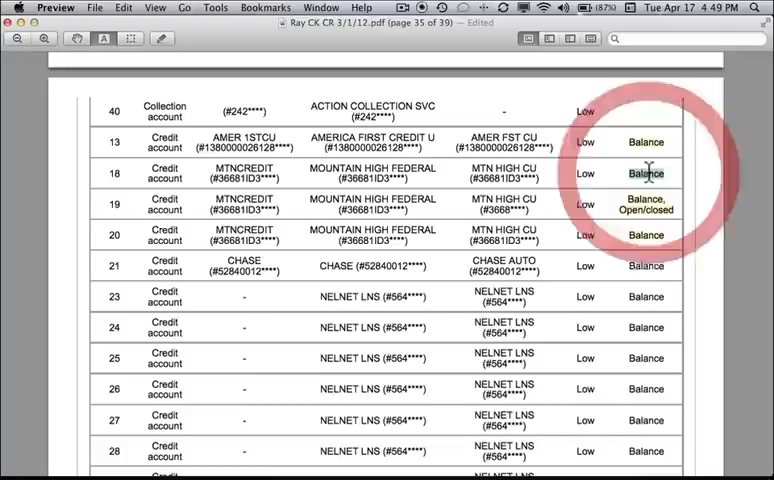 Preview File Edit View Go Tools Bookmarks Window Help (87%) Tue Apr 17 4:49 PM
Ray CK CR 3/1/12.pdf (page 35 of 39) — Edited
A
40 Collection account (#242****) ACTION COLLECTION SVC (#242****) - Low
13 Credit account AMER 1STCU (#1380000026128****) AMERICA FIRST CREDIT U (#1380000026128****) AMER FST CU (#1380000026128****) Low Balance
18 Credit account MTNCREDIT (#36681ID3****) MOUNTAIN HIGH FEDERAL (#36681ID3****) MTN HIGH CU (#36681ID3****) Low Balance
19 Credit account MTNCREDIT (#36681ID3****) MOUNTAIN HIGH FEDERAL (#36681ID3****) MTN HIGH CU (#3668****) Low Balance, Open/closed
20 Credit account MTNCREDIT (#36681ID3****) MOUNTAIN HIGH FEDERAL (#36681ID3****) MTN HIGH CU (#36681ID3****) Low Balance
21 Credit account CHASE (#52840012****) CHASE (#52840012****) CHASE AUTO (#52840012****) Low Balance
23 Credit account - NELNET LNS (#564****) NELNET LNS (#564****) Low Balance
24 Credit account - NELNET LNS (#564****) NELNET LNS (#564****) Low Balance
25 Credit account - NELNET LNS (#564****) NELNET LNS (#564****) Low Balance
26 Credit account - NELNET LNS (#564****) NELNET LNS (#564****) Low Balance
27 Credit account - NELNET LNS (#564****) NELNET LNS (#564****) Low Balance
28 Credit account - NELNET LNS (#564****) NELNET LNS (#564****) Low Balance